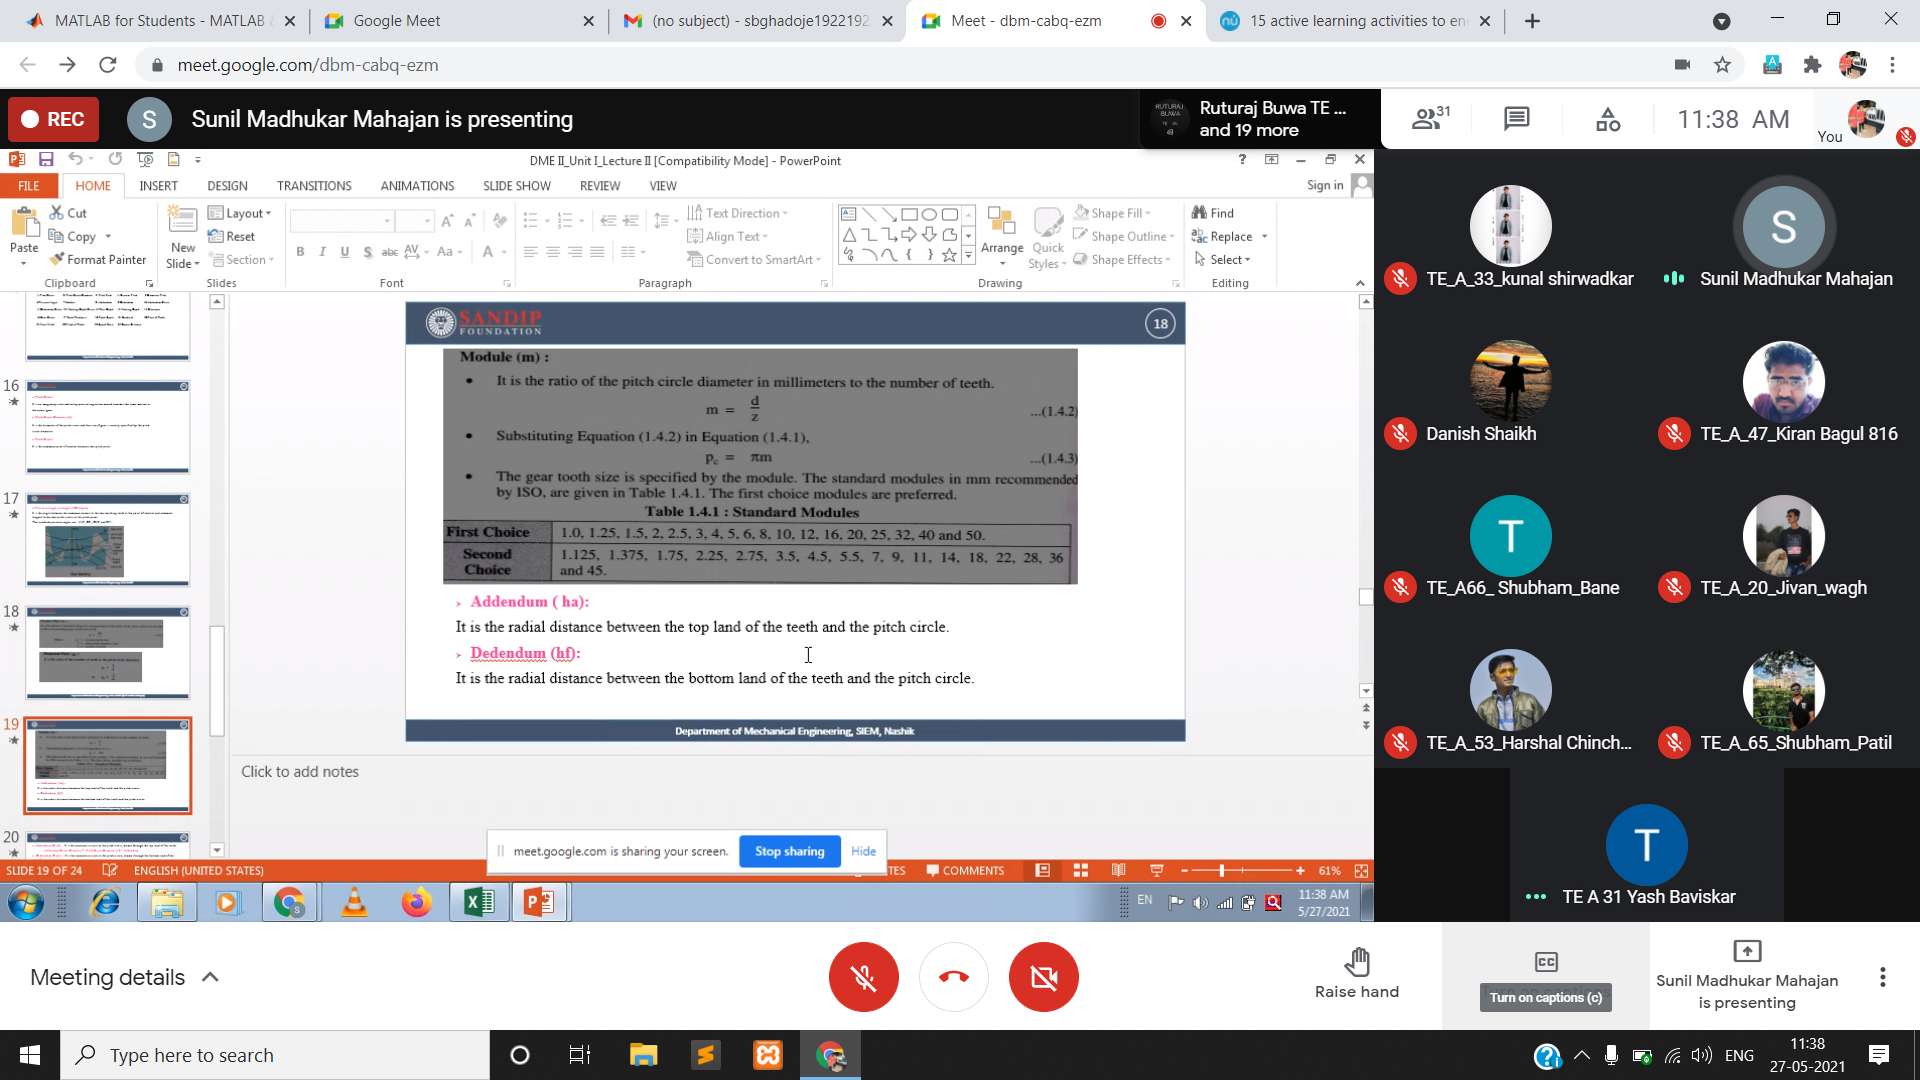 MATLAB for Students - MATLAB &
Google Meet
(no subject) - sbghadoje1922192
Meet - dbm-cabq-ezm
15 active learning activities to en
meet.google.com/dbm-cabq-ezm
REC
S
Sunil Madhukar Mahajan is presenting
Ruturaj Buwa TE ...
and 19 more
31
11:38 AM
You
DME II_Unit I_Lecture II [Compatibility Mode] - PowerPoint
FILE HOME INSERT DESIGN TRANSITIONS ANIMATIONS SLIDE SHOW REVIEW VIEW
Sign in
Paste
Cut
Copy
Format Painter
Clipboard
New
Slide
Layout
Reset
Section
Slides
Font
Text Direction
Align Text
Convert to SmartArt
Paragraph
Arrange
Quick
Styles
Shape Fill
Shape Outline
Shape Effects
Drawing
Find
Replace
Select
Editing
16
17
18
19
20
SANDIP
FOUNDATION
18
Module (m) :
• It is the ratio of the pitch circle diameter in millimeters to the number of teeth.
m = d/z ...(1.4.2)
• Substituting Equation (1.4.2) in Equation (1.4.1),
pc = πm ...(1.4.3)
• The gear tooth size is specified by the module. The standard modules in mm recommended
by ISO, are given in Table 1.4.1. The first choice modules are preferred.
Table 1.4.1 : Standard Modules
First Choice 1.0, 1.25, 1.5, 2, 2.5, 3, 4, 5, 6, 8, 10, 12, 16, 20, 25, 32, 40 and 50.
Second Choice 1.125, 1.375, 1.75, 2.25, 2.75, 3.5, 4.5, 5.5, 7, 9, 11, 14, 18, 22, 28, 36
and 45.
Addendum ( ha):
It is the radial distance between the top land of the teeth and the pitch circle.
Dedendum (hf):
It is the radial distance between the bottom land of the teeth and the pitch circle.
Department of Mechanical Engineering, SIEM, Nashik
Click to add notes
meet.google.com is sharing your screen.
Stop sharing
Hide
SLIDE 19 OF 24
ENGLISH (UNITED STATES)
COMMENTS
61%
EN
11:38 AM
5/27/2021
TE_A_33_kunal shirwadkar
S
Sunil Madhukar Mahajan
Danish Shaikh
TE_A_47_Kiran Bagul 816
T
TE_A66_ Shubham_Bane
TE_A_20_Jivan_wagh
TE_A_53_Harshal Chinch...
TE_A_65_Shubham_Patil
T
TE A 31 Yash Baviskar
Meeting details
Raise hand
CC
Turn on captions (c)
Sunil Madhukar Mahajan
is presenting
Type here to search
ENG
11:38
27-05-2021